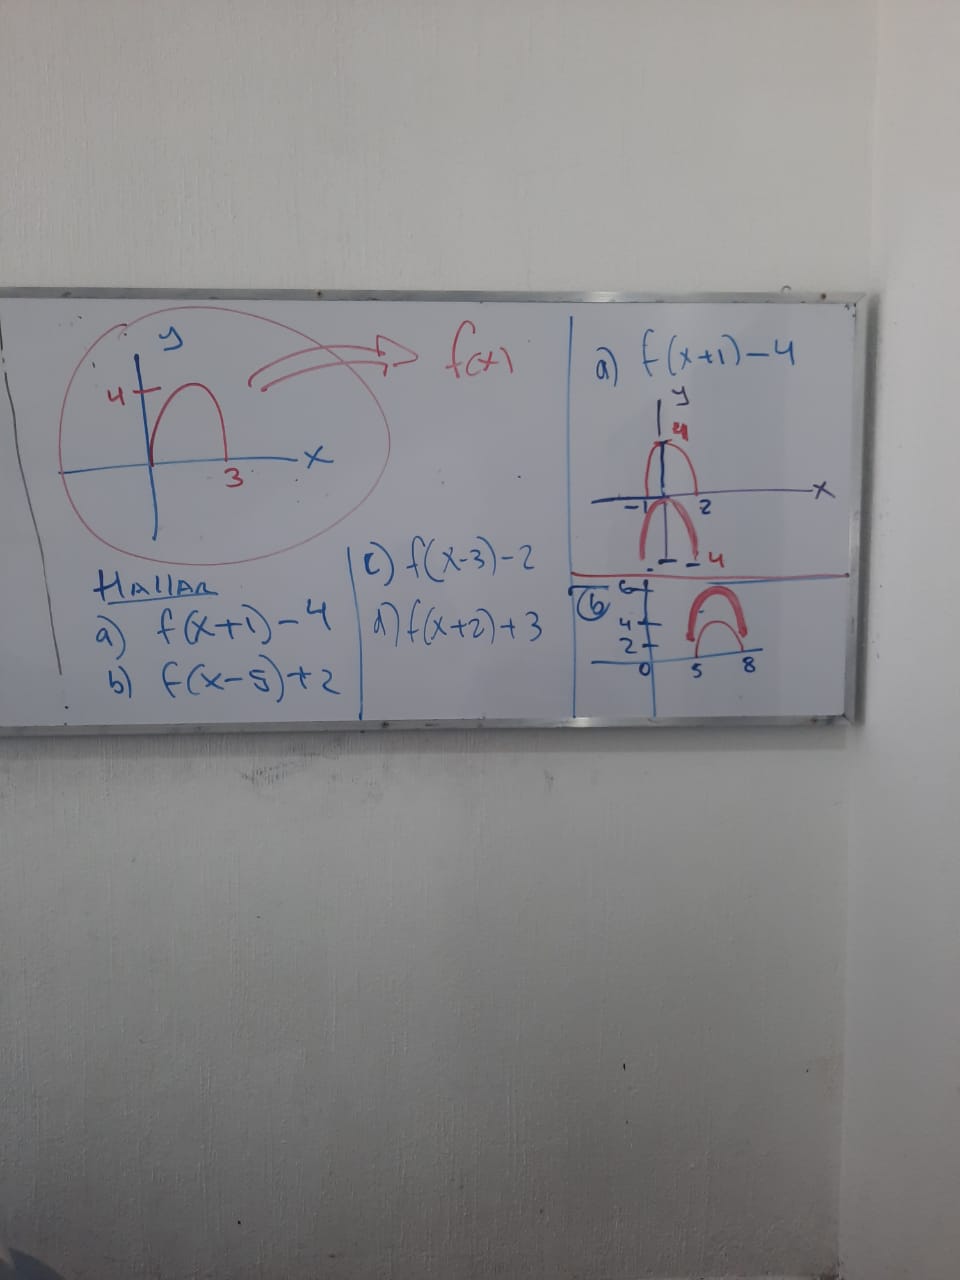 y
4
x
3
f(x)
HALLAR
a) f(x+1)-4
b) f(x-5)+2
c) f(x-3)-2
d) f(x+2)+3
a) f(x+1)-4
y
4
x
-1 2
-4
b
6
4
2
0 5 8